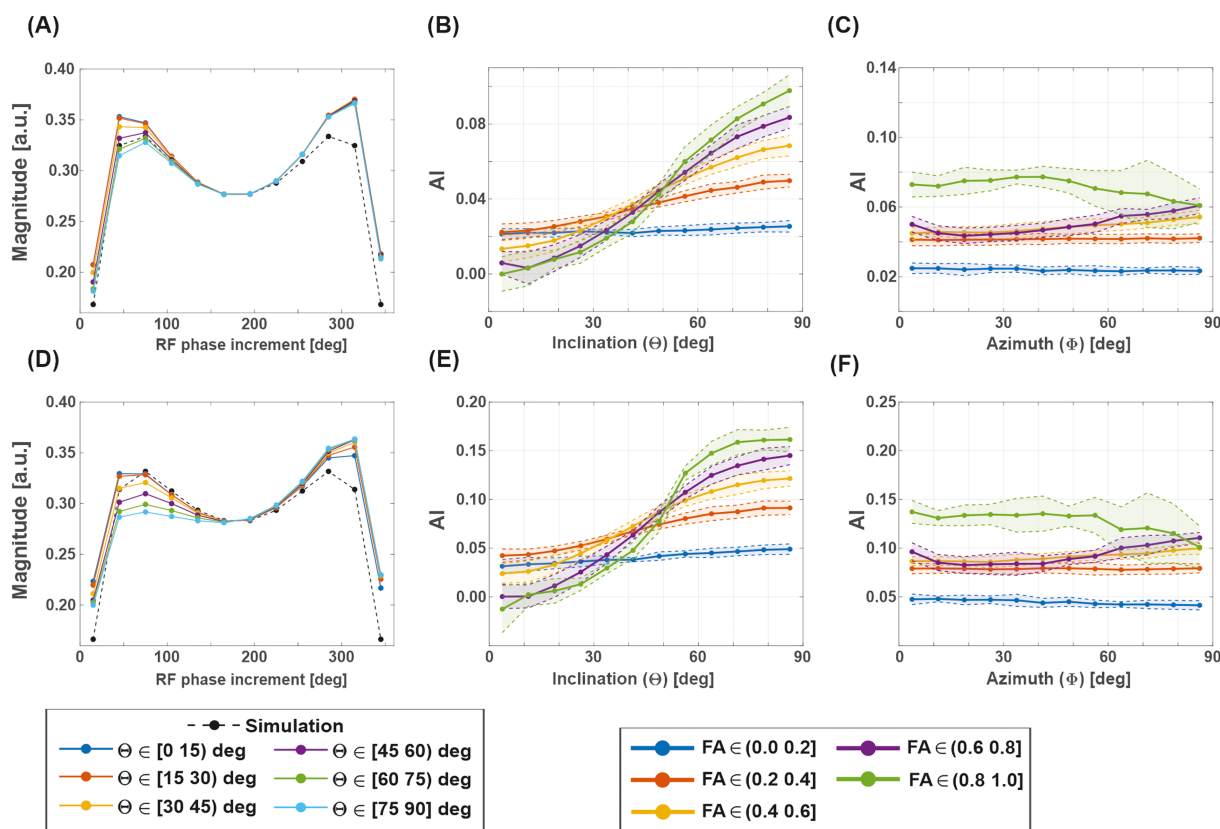 (A)
(B)
(C)
0.40
0.35
0.30
0.25
0.20
Magnitude [a.u.]
0 100 200 300
RF phase increment [deg]
0.08
0.04
0.00
AI
0 30 60 90
Inclination (Θ) [deg]
0.14
0.10
0.06
0.02
AI
0 30 60 90
Azimuth (Φ) [deg]
(D)
(E)
(F)
0.40
0.35
0.30
0.25
0.20
Magnitude [a.u.]
0 100 200 300
RF phase increment [deg]
0.20
0.15
0.10
0.05
0.00
AI
0 30 60 90
Inclination (Θ) [deg]
0.25
0.20
0.15
0.10
0.05
AI
0 30 60 90
Azimuth (Φ) [deg]
Simulation
Θ ∈ [0 15) deg
Θ ∈ [15 30) deg
Θ ∈ [30 45) deg
Θ ∈ [45 60) deg
Θ ∈ [60 75) deg
Θ ∈ [75 90] deg
FA ∈ (0.0 0.2]
FA ∈ (0.2 0.4]
FA ∈ (0.4 0.6]
FA ∈ (0.6 0.8]
FA ∈ (0.8 1.0]